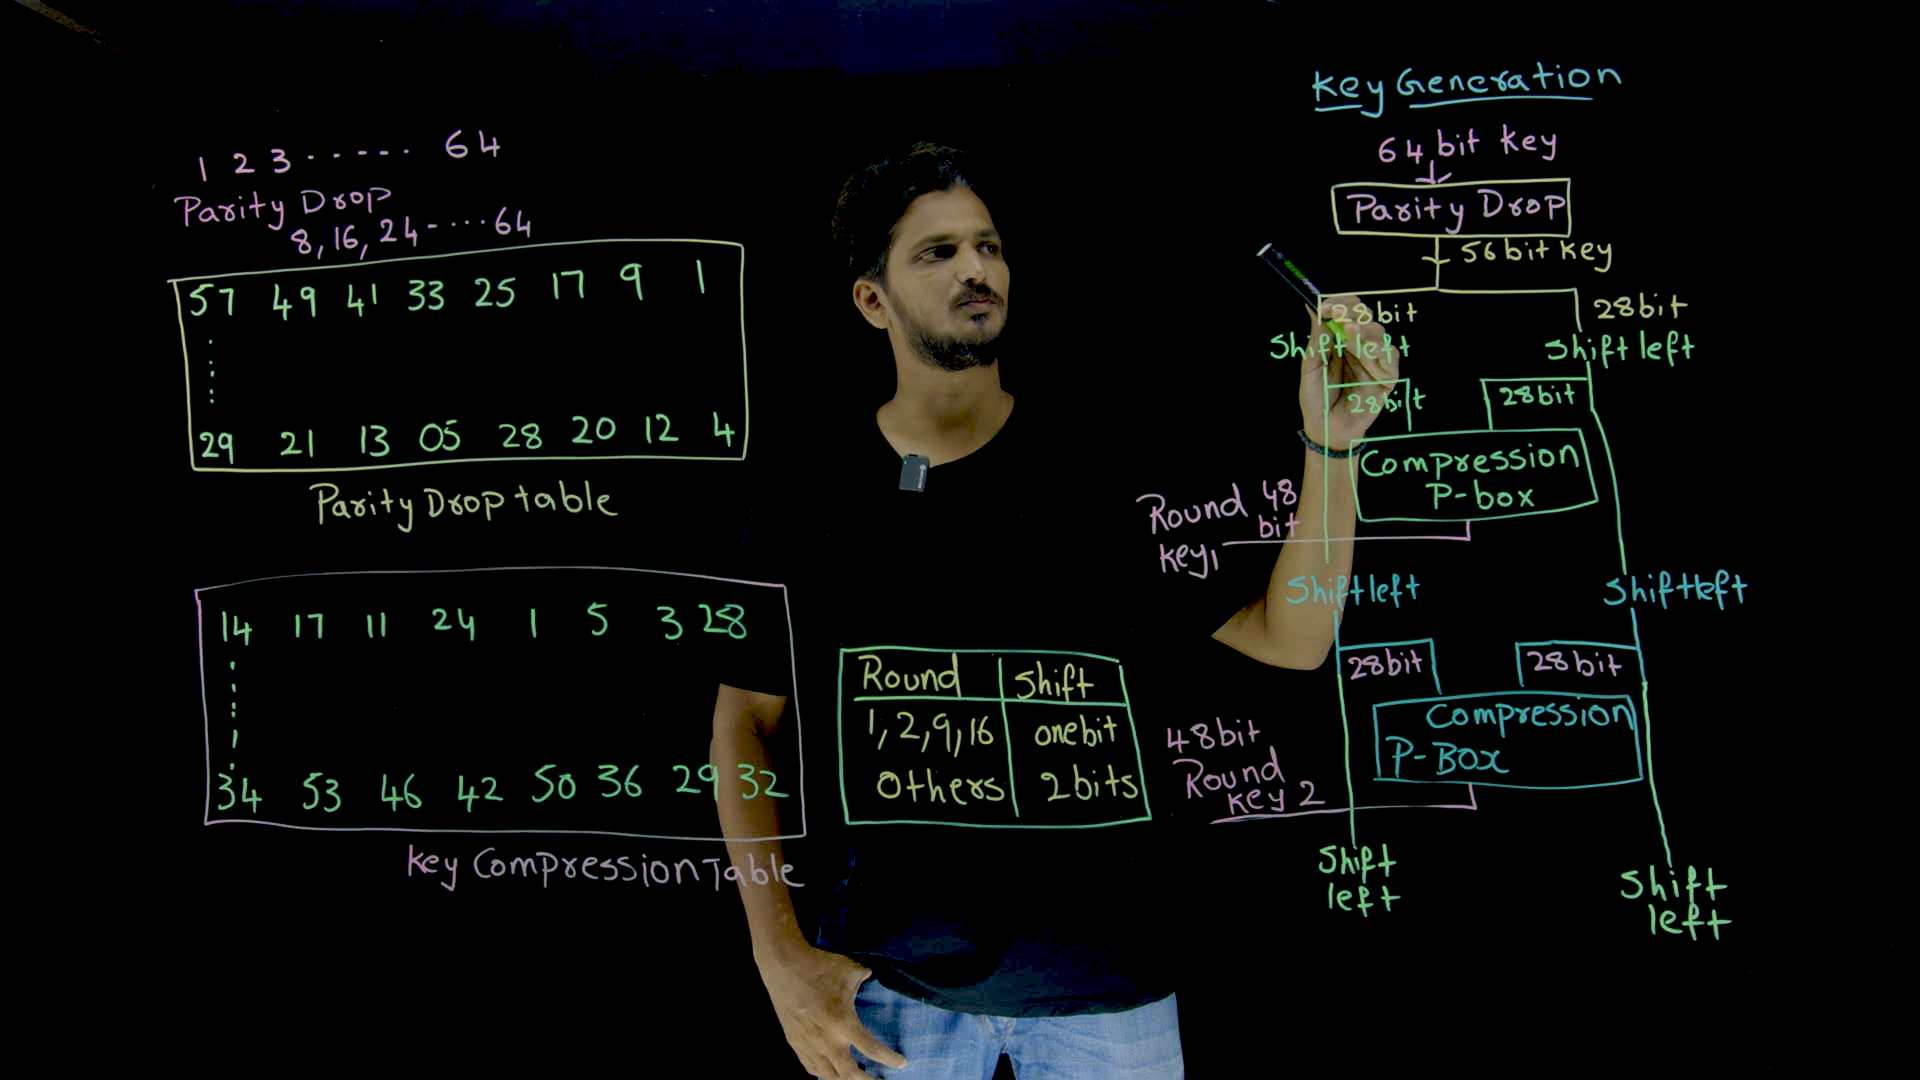 1 2 3 ..... 64
Parity Drop
8, 16, 24 - .... 64
57 49 41 33 25 17 9 1
29 21 13 05 28 20 12 4
Parity Drop table
14 17 11 24 1 5 3 28
34 53 46 42 50 36 29 32
Key Compression Table
Round Shift
1, 2, 9, 16 one bit
Others 2 bits
Key Generation
64 bit key
Parity Drop
56 bit key
28 bit 28 bit
Shift left Shift left
28 bit 28 bit
Compression
P-box
Round 48
bit
key1
Shift left Shift left
28 bit 28 bit
Compression
P-Box
48 bit
Round
key 2
Shift
left
Shift
left